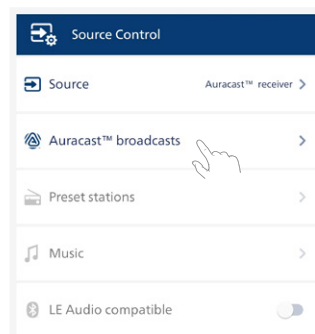 Source Control
Source Auracast™ receiver
Auracast™ broadcasts
Preset stations
Music
LE Audio compatible